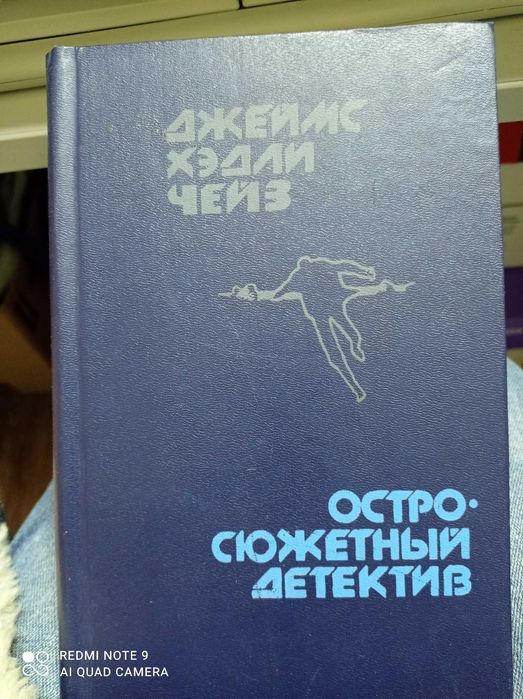 ДЖЕЙМС
ХЭДЛИ
ЧЕЙЗ
ОСТРО·
СЮЖЕТНЫЙ
ДЕТЕКТИВ
REDMI NOTE 9
AI QUAD CAMERA